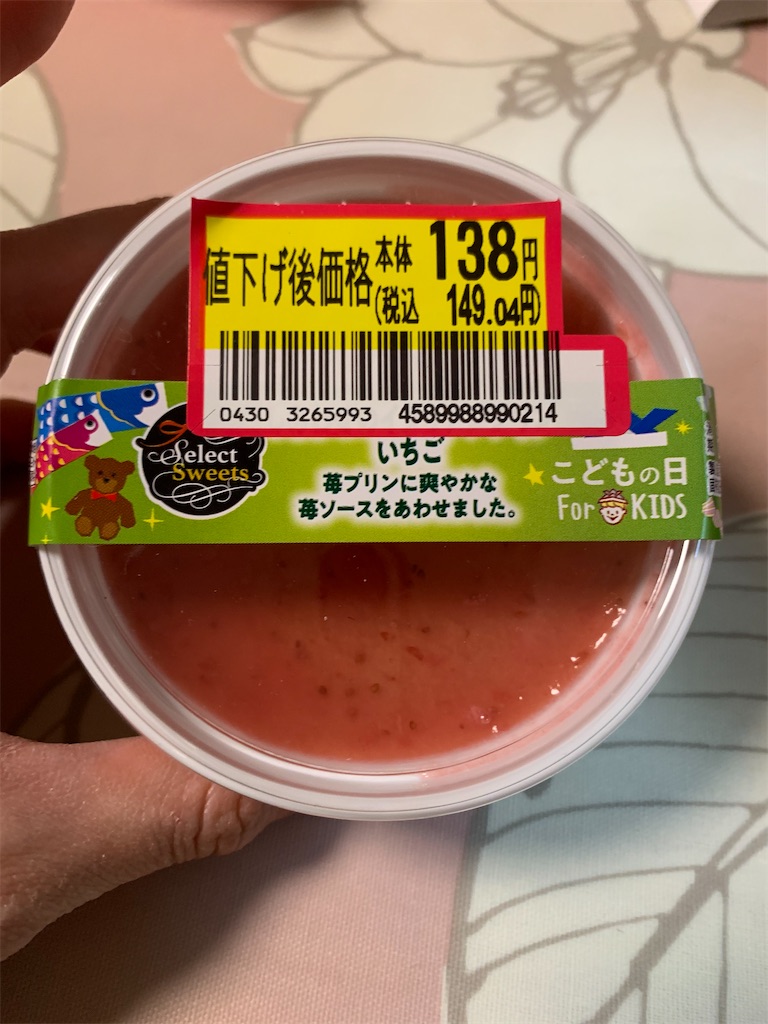 値下げ後価格 本体 138円
(税込 149.04円)
0430 3265993 4589988990214
Select
Sweets
いちご
苺プリンに爽やかな
苺ソースをあわせました。
こどもの日
For KIDS